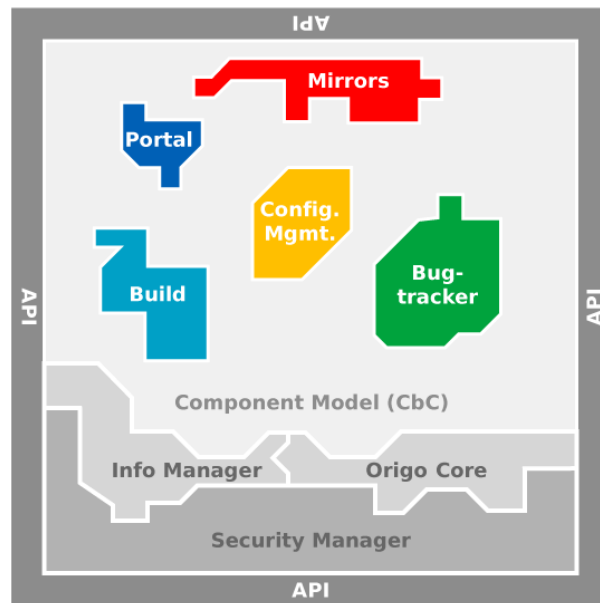 API
Mirrors
Portal
Config.
Mgmt.
Bug-
tracker
Build
API
API
Component Model (CbC)
Info Manager
Origo Core
Security Manager
API